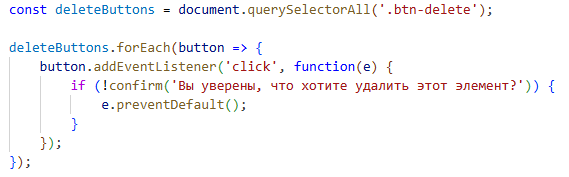 const deleteButtons = document.querySelectorAll('.btn-delete');

deleteButtons.forEach(button => {
    button.addEventListener('click', function(e) {
        if (!confirm('Вы уверены, что хотите удалить этот элемент?')) {
            e.preventDefault();
        }
    });
});